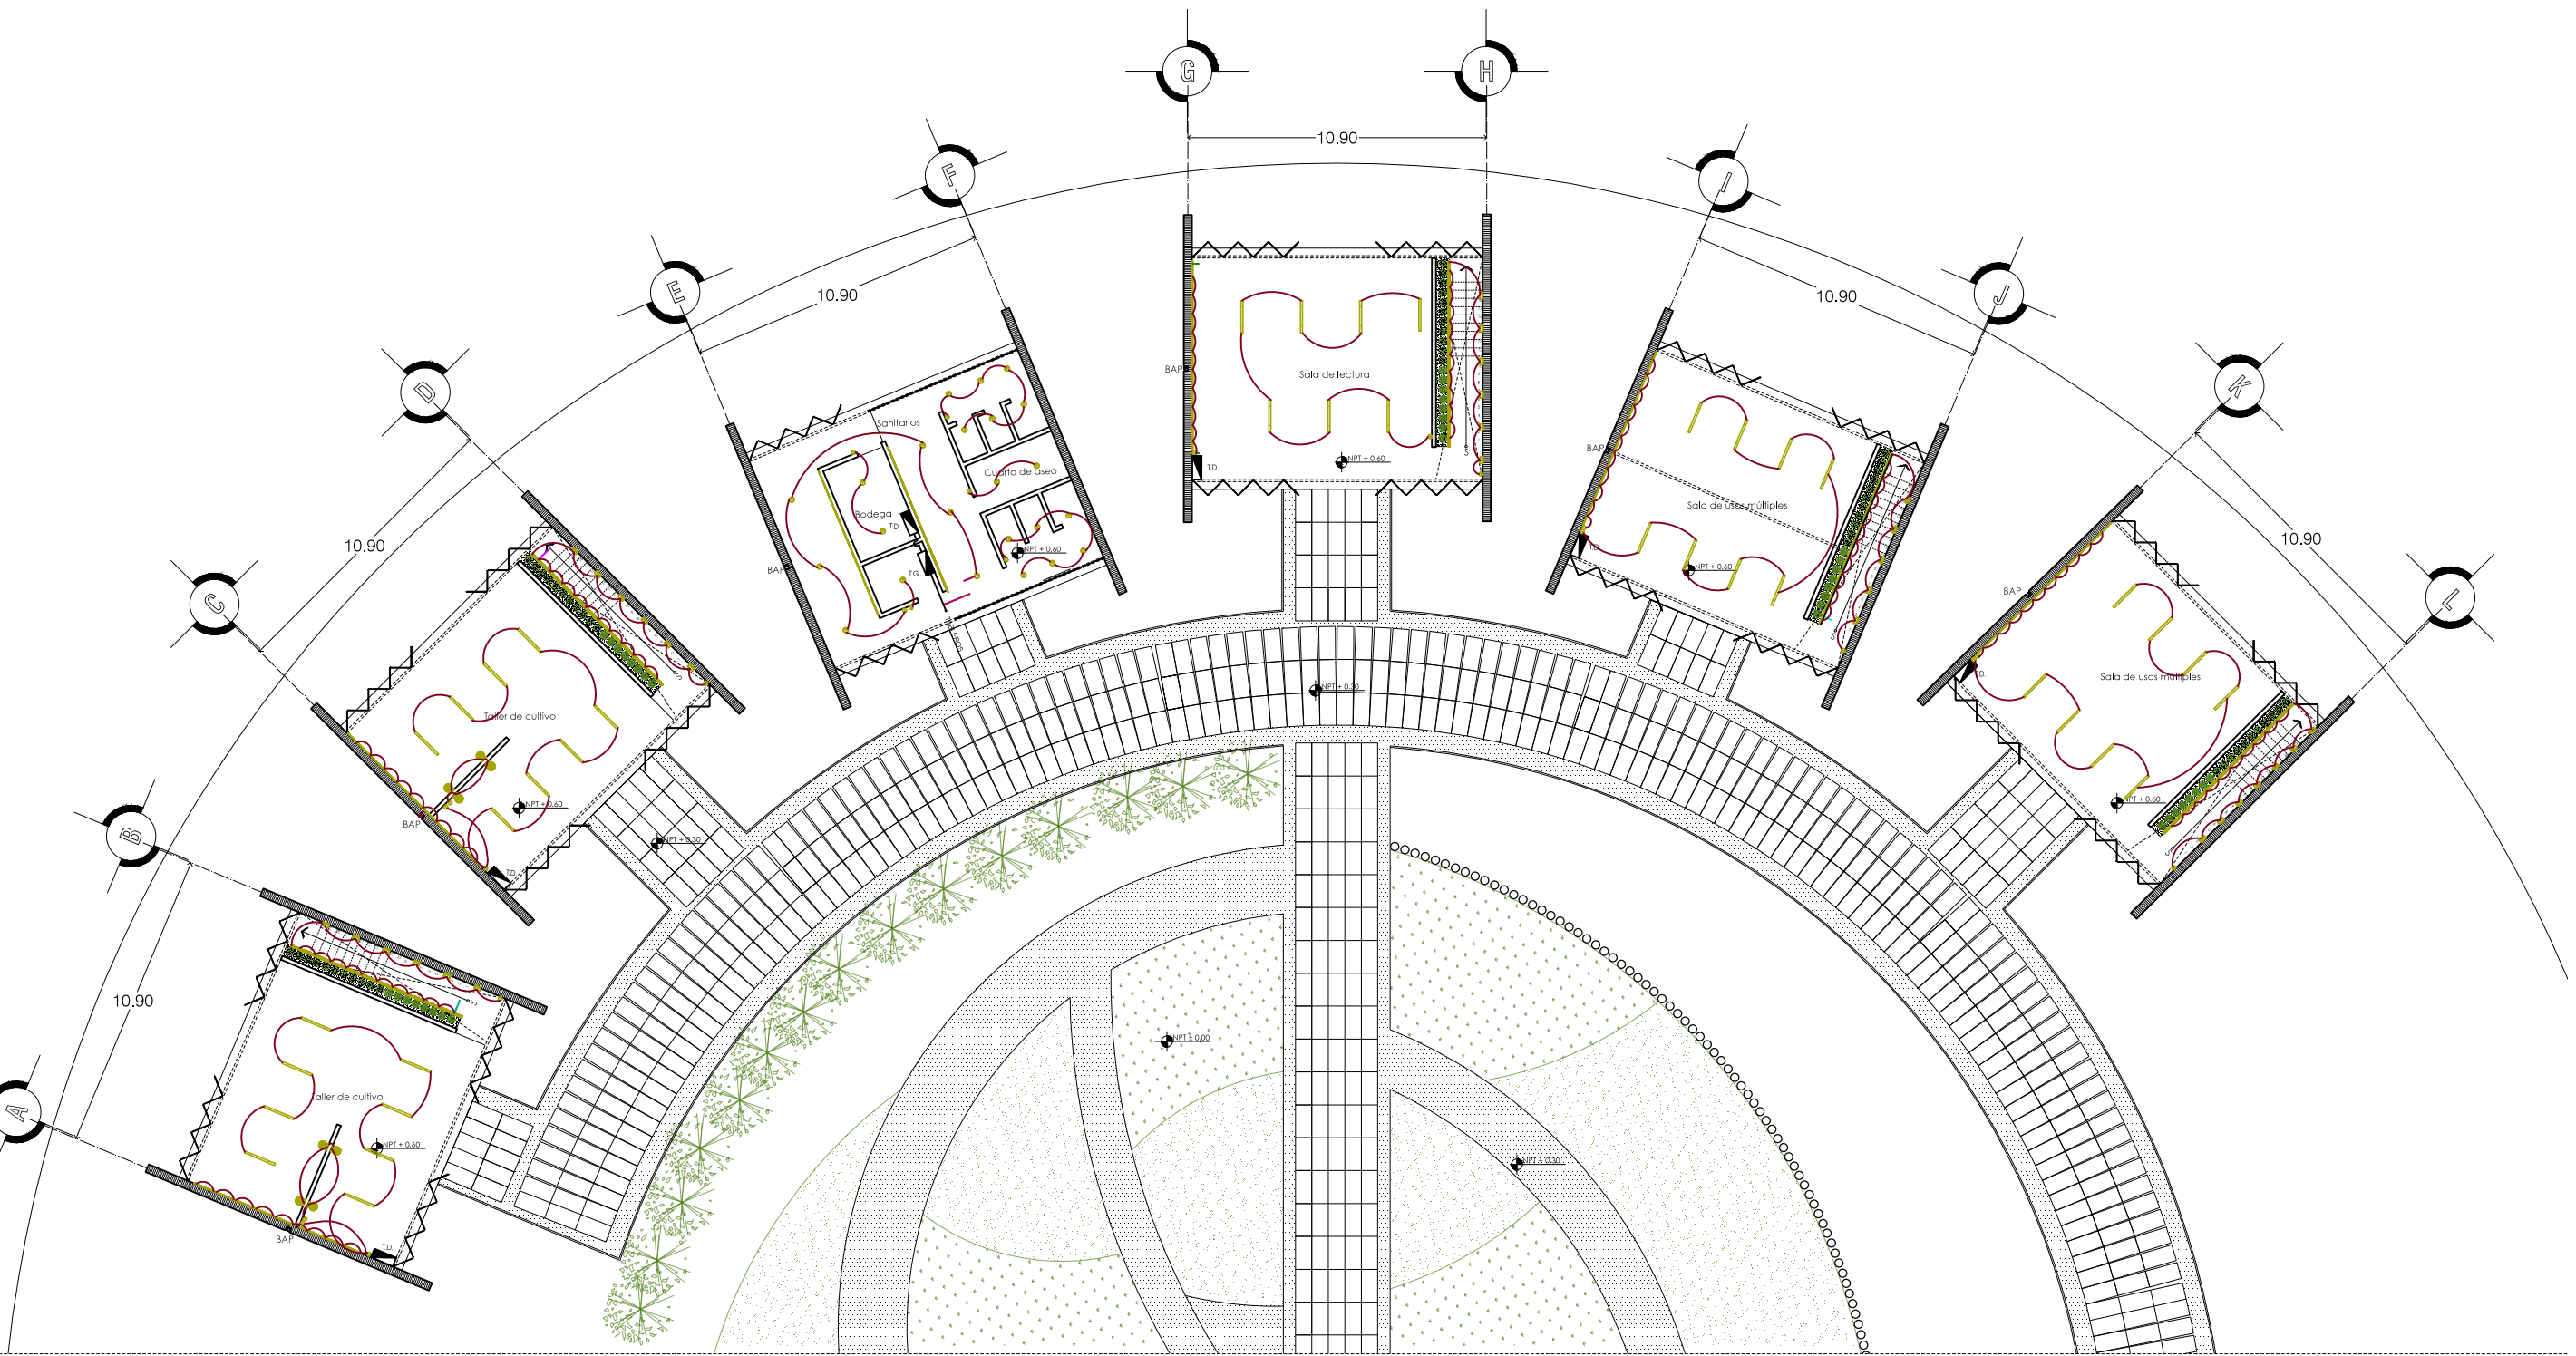 G
H
10.90
F
I
E
10.90
J
10.90
D
K
BAP
Sala de lectura
Sanitarios
NPT + 0.60
T.D.
S
Cuarto de aseo
BAP
Bodega
T.D.
Sala de usos múltiples
10.90
10.90
C
NPT + 0.60
T.D.
BAP
T.G.
NPT + 0.60
S
BAP
L
S
Sala de usos múltiples
T.D.
NPT + 0.30
Taller de cultivo
NPT + 0.60
NPT + 0.60
BAP
B
NPT + 0.30
S
T.D.
10.90
S
NPT ± 0.00
Taller de cultivo
A
NPT + 0.60
NPT + 0.30
BAP
T.D.